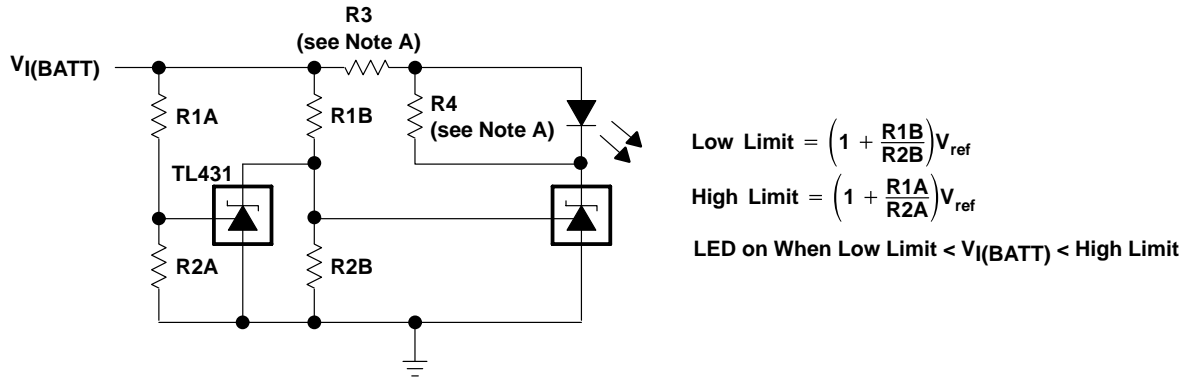 R3
(see Note A)
VI(BATT)
R1A
R1B
R4
(see Note A)
TL431
R2A
R2B
Low Limit = (1 + R1B/R2B)Vref
High Limit = (1 + R1A/R2A)Vref
LED on When Low Limit < VI(BATT) < High Limit